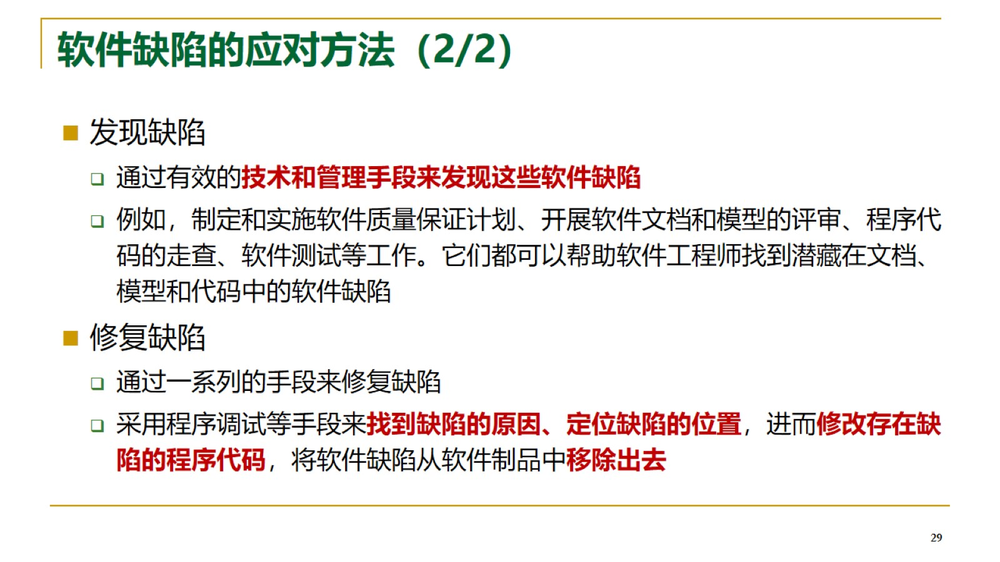 软件缺陷的应对方法（2/2）
发现缺陷
通过有效的技术和管理手段来发现这些软件缺陷
例如，制定和实施软件质量保证计划、开展软件文档和模型的评审、程序代
码的走查、软件测试等工作。它们都可以帮助软件工程师找到潜藏在文档、
模型和代码中的软件缺陷
修复缺陷
通过一系列的手段来修复缺陷
采用程序调试等手段来找到缺陷的原因、定位缺陷的位置，进而修改存在缺
陷的程序代码，将软件缺陷从软件制品中移除出去
29